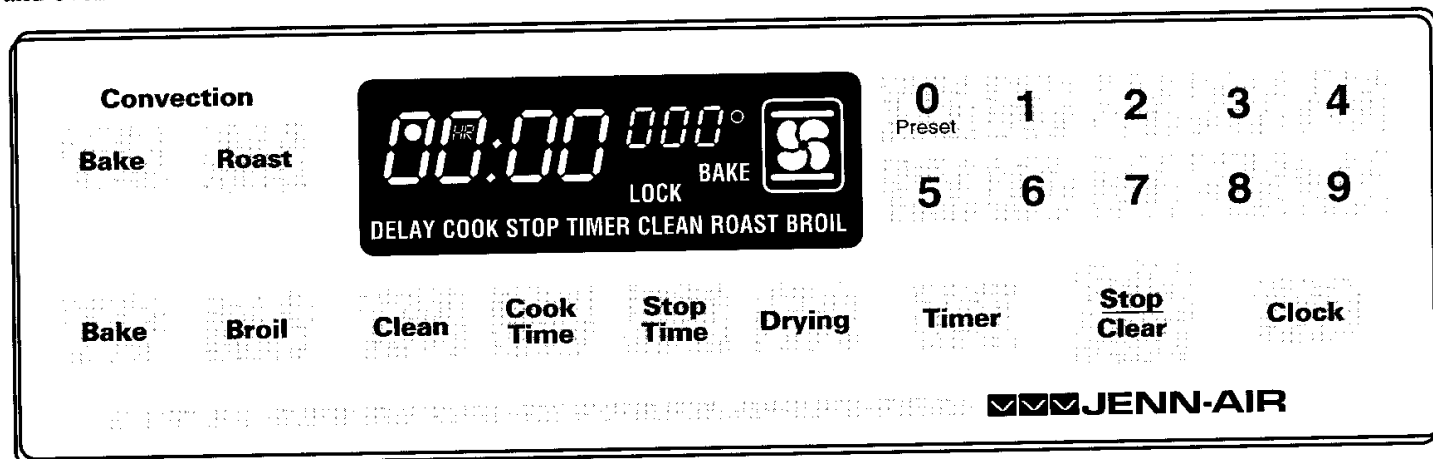 Convection
Bake Roast
00:00 000°
HR
BAKE
LOCK
DELAY COOK STOP TIMER CLEAN ROAST BROIL
0 1 2 3 4
Preset
5 6 7 8 9
Bake Broil Clean Cook Time Stop Time Drying Timer Stop Clear Clock
JENN-AIR